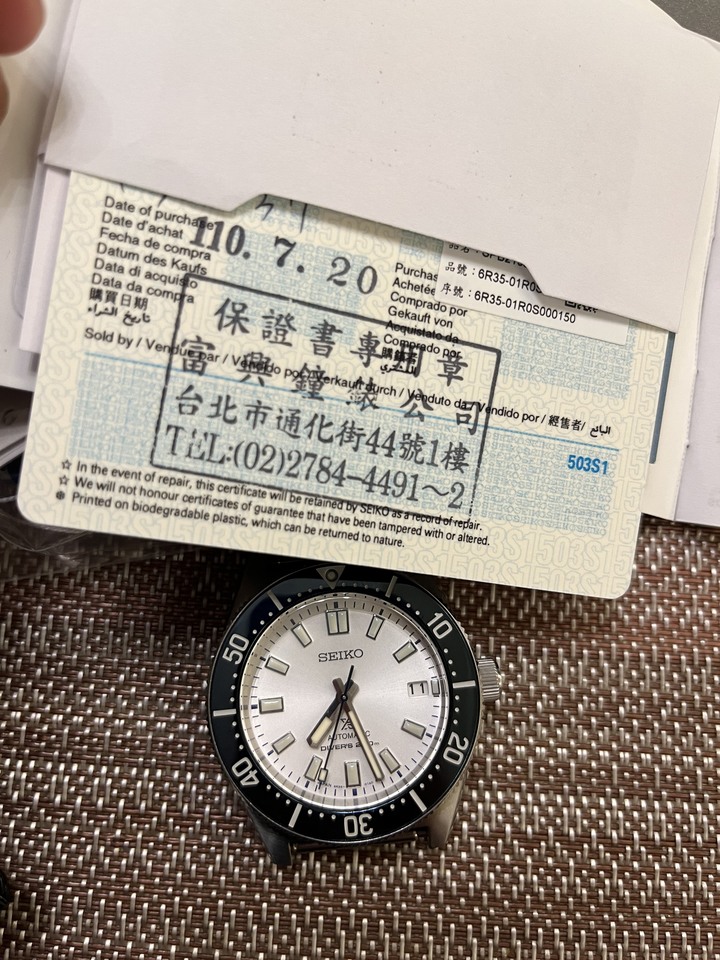 Date of purchase
Date d'achat
Fecha de compra
Datum des Kaufs
Data di acquisto
Data da compra
購買日期
تاريخ الشراء
110. 7. 20
品號：6R35-01R0S
序號：6R35-01R0S000150
Comprado por
Gekauft von
Acquistato da
Comprado por
購買者
Sold by / Vendue par / Vendido por / Verkauft durch / Venduto da / Vendido por / 經售者/ البائع
保證書專用章
富興鐘錶公司
台北市通化街44號1樓
TEL:(02)2784-4491～2
503S1
☆ In the event of repair, this certificate will be retained by SEIKO as a record of repair.
☆ We will not honour certificates of guarantee that have been tampered with or altered.
Printed on biodegradable plastic, which can be returned to nature.
10
20
30
40
50
SEIKO
11
AUTOMATIC
DIVER'S